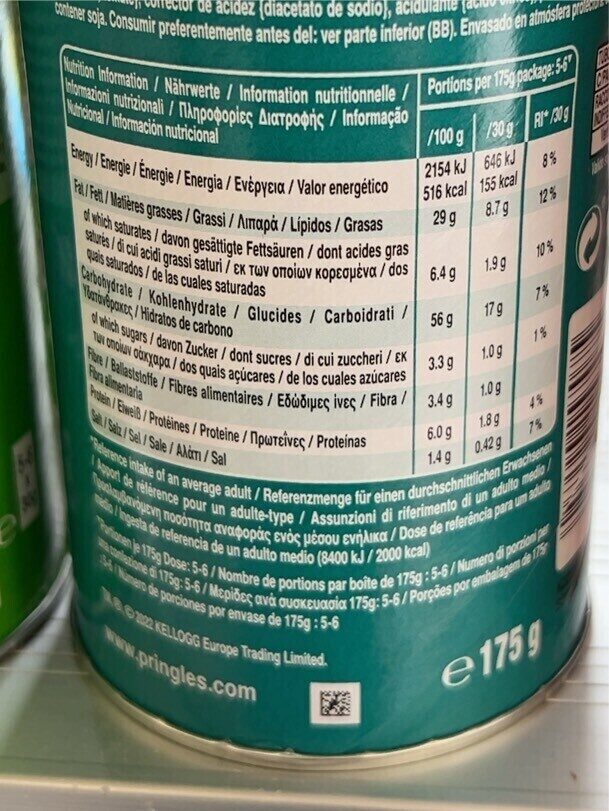 corrector de acidez (diacetato de sodio), acidulante
contener soja. Consumir preferentemente antes del: ver parte inferior (BB). Envasado en atmósfera
Nutrition Information / Nährwerte / Information nutritionnelle /
Informazioni nutrizionali / Πληροφορίες Διατροφής / Informação
Nutricional / Información nutricional
Portions per 175g package: 5-6**
/100 g /30 g RI* /30 g
Energy / Energie / Énergie / Energia / Ενέργεια / Valor energético 2154 kJ 646 kJ 8%
516 kcal 155 kcal
Fat / Fett / Matières grasses / Grassi / Λιπαρά / Lípidos / Grasas 29 g 8.7 g 12%
of which saturates / davon gesättigte Fettsäuren / dont acides gras
saturés / di cui acidi grassi saturi / εκ των οποίων κορεσμένα / dos
quais saturados / de las cuales saturadas 6.4 g 1.9 g 10%
Carbohydrate / Kohlenhydrate / Glucides / Carboidrati /
Υδατάνθρακες / Hidratos de carbono 56 g 17 g 7%
of which sugars / davon Zucker / dont sucres / di cui zuccheri / εκ
των οποίων σάκχαρα / dos quais açúcares / de los cuales azúcares 3.3 g 1.0 g 1%
Fibre / Ballaststoffe / Fibres alimentaires / Εδώδιμες ίνες / Fibra /
Fibra alimentaria 3.4 g 1.0 g
Protein / Eiweiß / Protéines / Proteine / Πρωτεΐνες / Proteínas 6.0 g 1.8 g 4%
Salt / Salz / Sel / Sale / Αλάτι / Sal 1.4 g 0.42 g 7%
*Reference intake of an average adult / Referenzmenge für einen durchschnittlichen Erwachsenen
/ Apport de référence pour un adulte-type / Assunzioni di riferimento di un adulto medio /
Προσλαμβανόμενη ποσότητα αναφοράς ενός μέσου ενήλικα / Dose de referência para um adulto
médio / Ingesta de referencia de un adulto medio (8400 kJ / 2000 kcal)
**Portionen je 175g Dose: 5-6 / Nombre de portions par boîte de 175g : 5-6 / Numero di porzioni per
confezione di 175g: 5-6 / Μερίδες ανά συσκευασία 175g: 5-6 / Porções por embalagem de 175g:
5-6 / Número de porciones por envase de 175g : 5-6
© 2022 KELLOGG Europe Trading Limited.
www.pringles.com
e 175 g